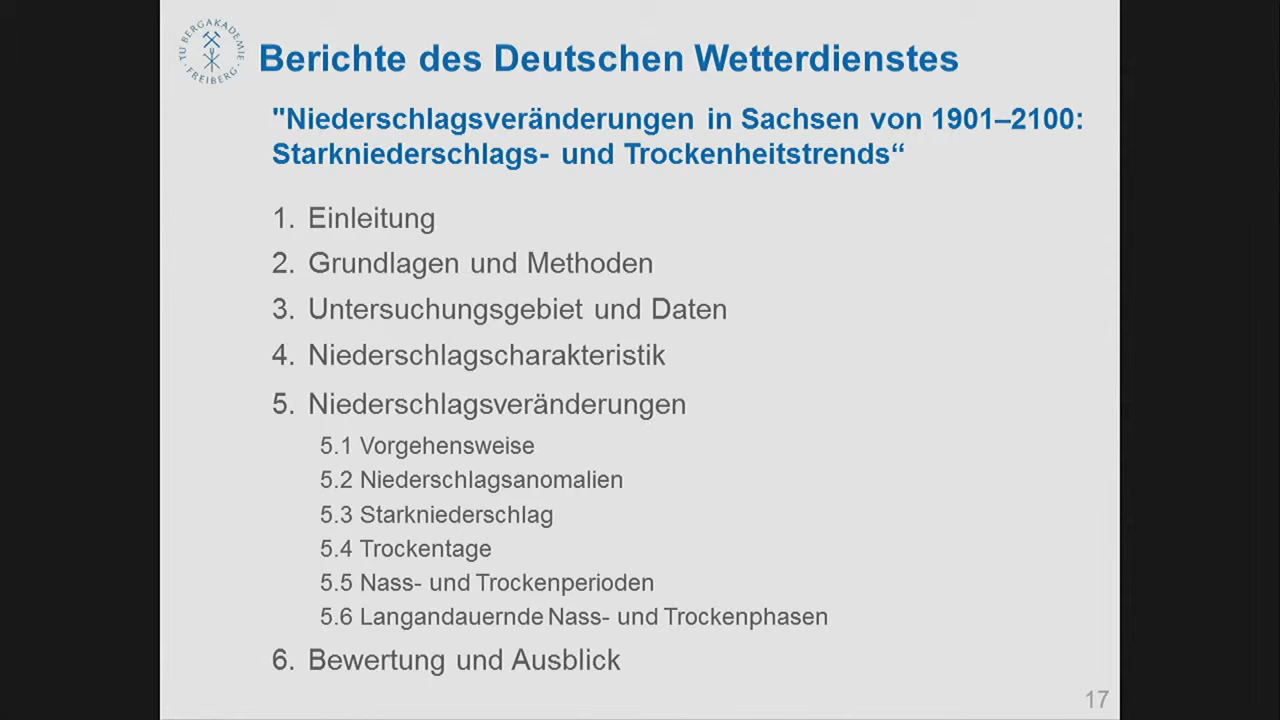 TU BERGAKADEMIE
FREIBERG
Berichte des Deutschen Wetterdienstes
"Niederschlagsveränderungen in Sachsen von 1901–2100:
Starkniederschlags- und Trockenheitstrends“
1. Einleitung
2. Grundlagen und Methoden
3. Untersuchungsgebiet und Daten
4. Niederschlagscharakteristik
5. Niederschlagsveränderungen
5.1 Vorgehensweise
5.2 Niederschlagsanomalien
5.3 Starkniederschlag
5.4 Trockentage
5.5 Nass- und Trockenperioden
5.6 Langandauernde Nass- und Trockenphasen
6. Bewertung und Ausblick
17